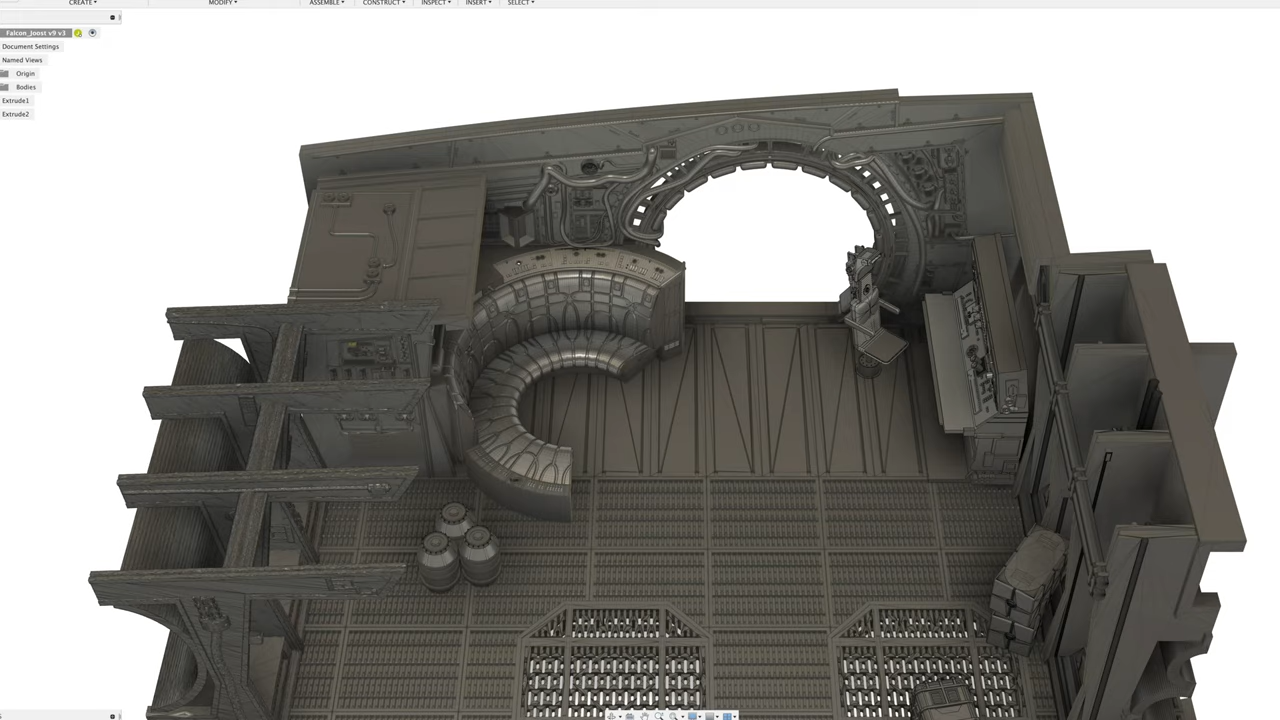 CREATE▾ MODIFY▾ ASSEMBLE▾ CONSTRUCT▾ INSPECT▾ INSERT▾ SELECT▾
Falcon_Joost v9 v3
Document Settings
Named Views
Origin
Bodies
Extrude1
Extrude2